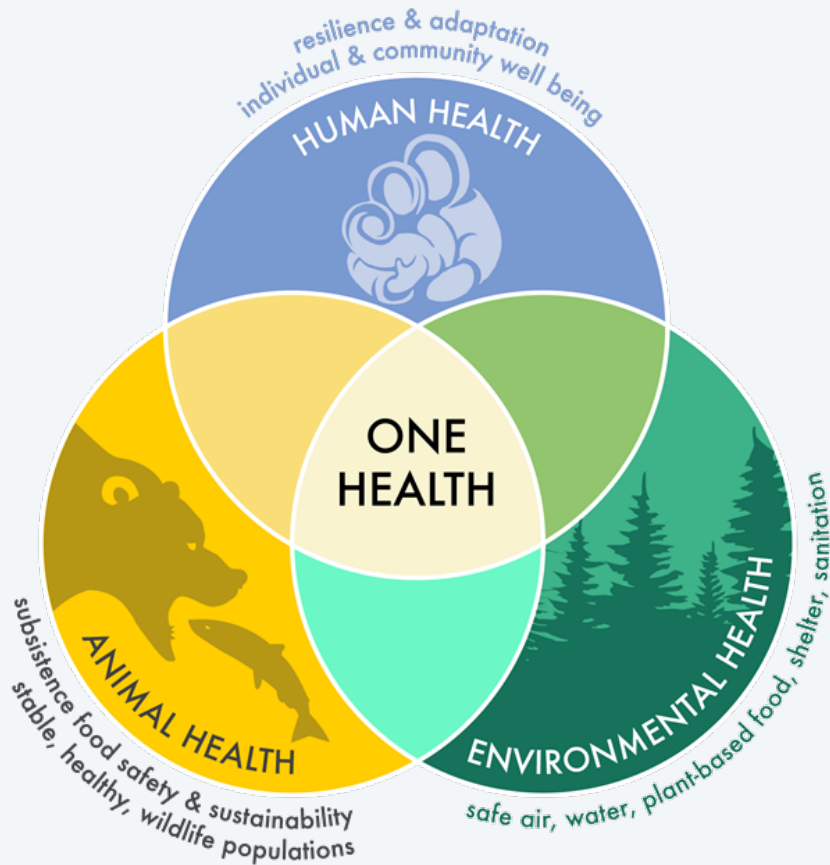 resilience & adaptation
individual & community well being
HUMAN HEALTH
ONE
HEALTH
ANIMAL HEALTH
subsistence food safety & sustainability
stable, healthy, wildlife populations
ENVIRONMENTAL HEALTH
safe air, water, plant-based food, shelter, sanitation